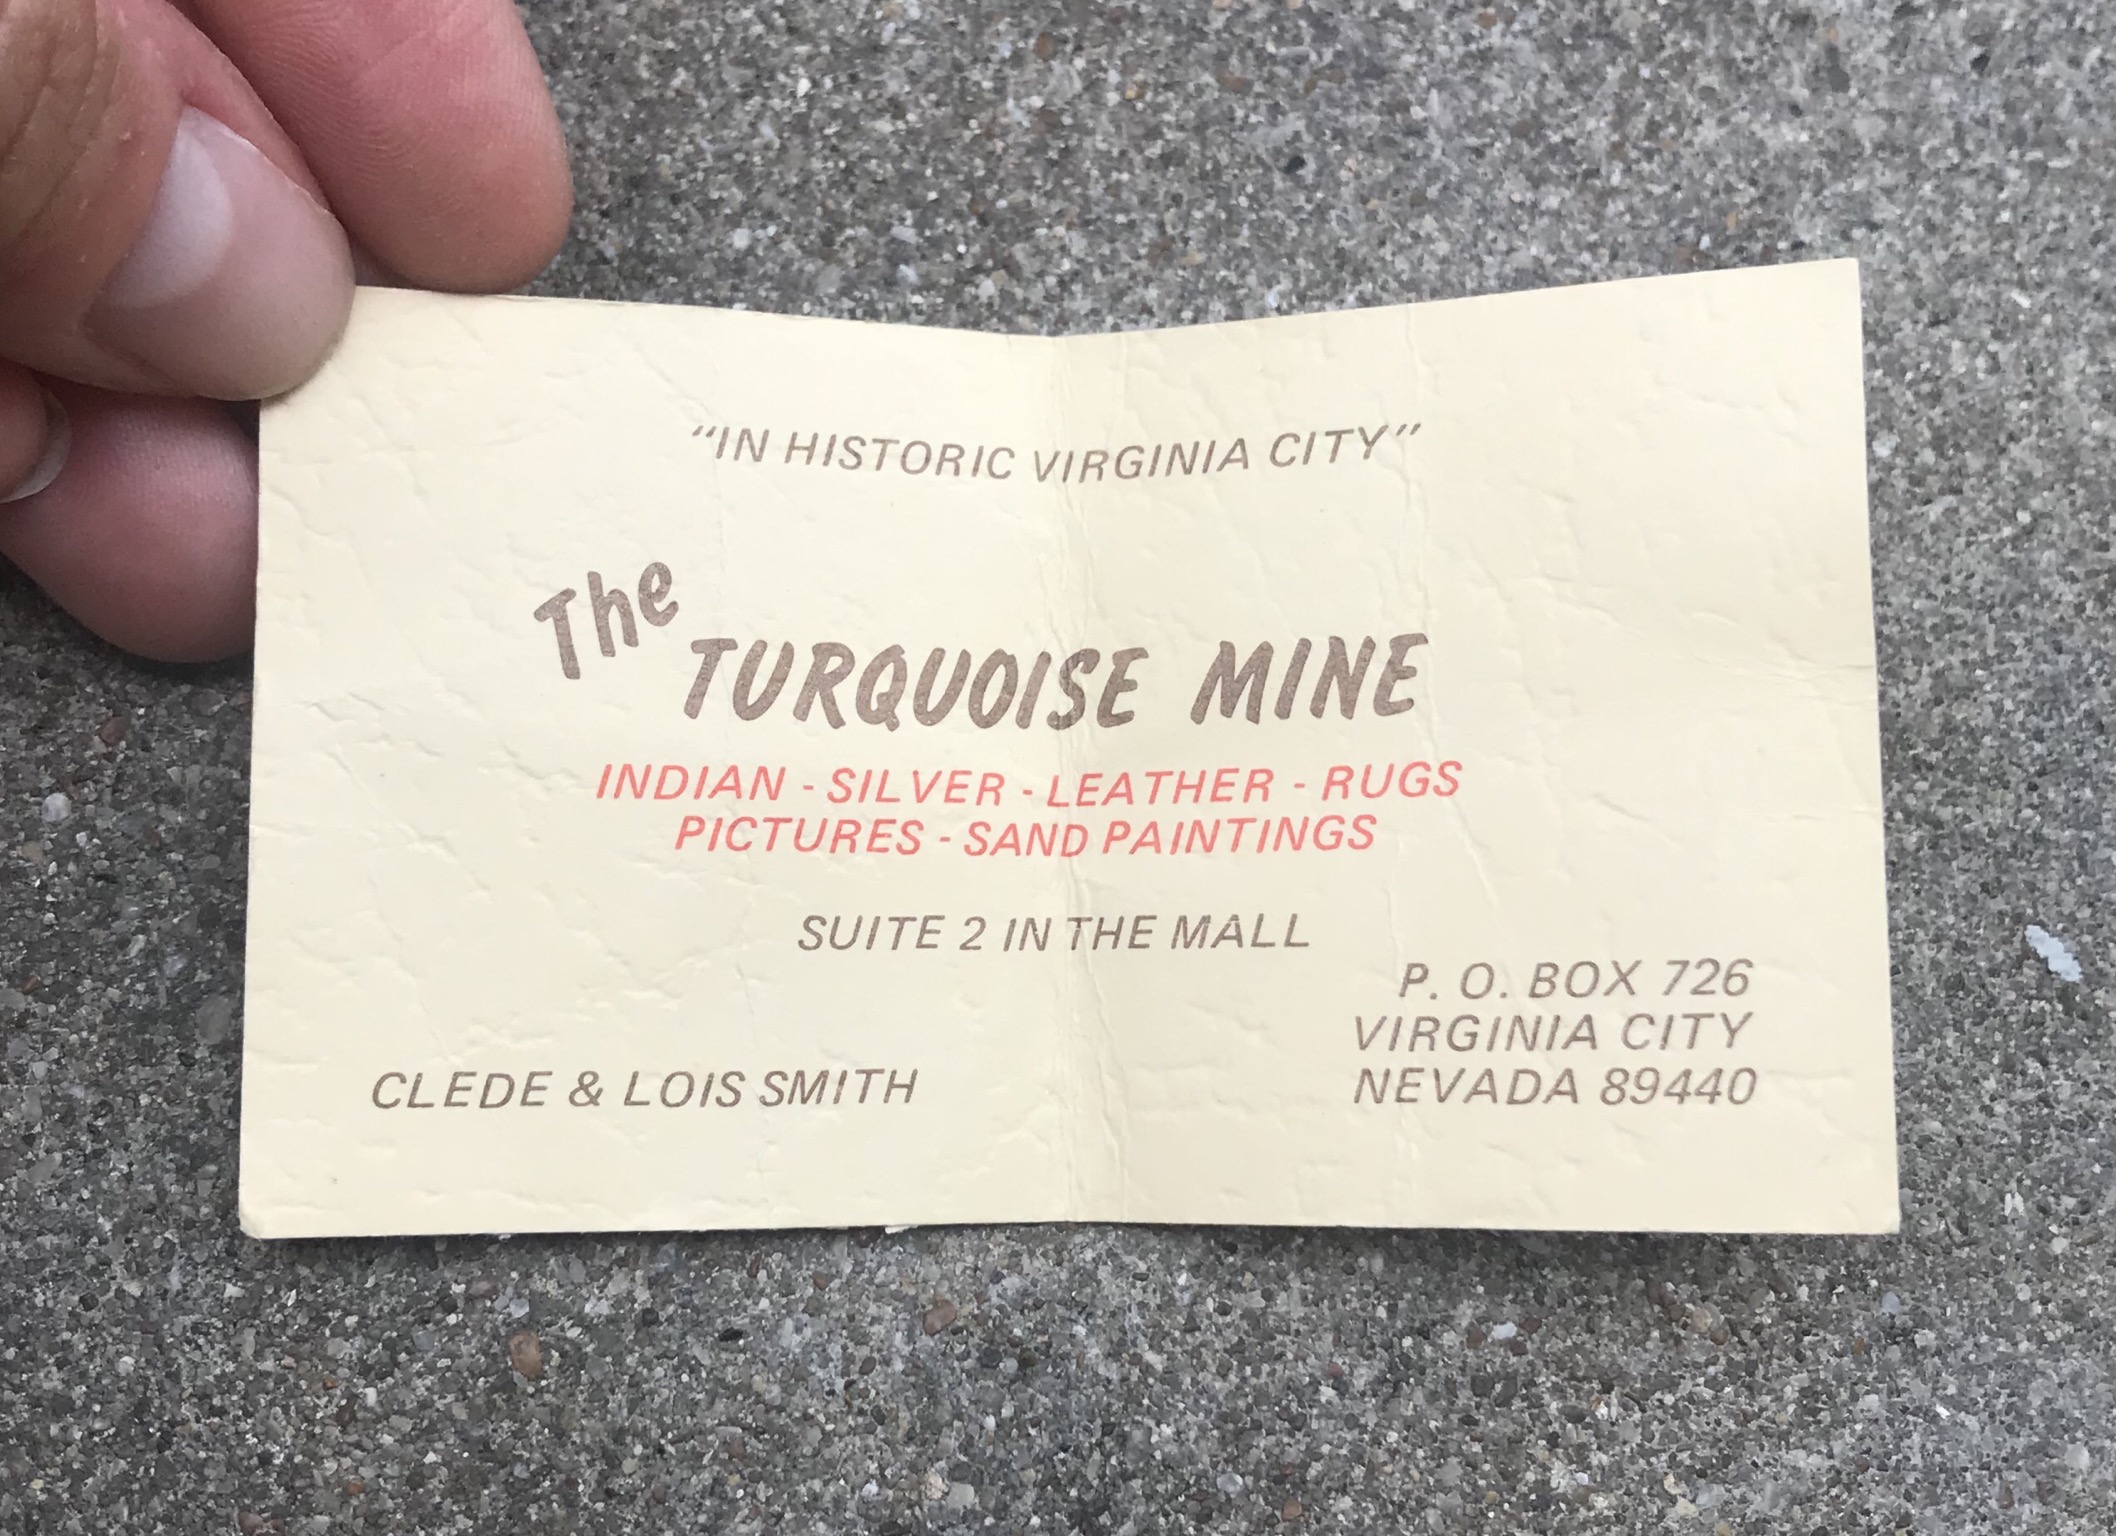 "IN HISTORIC VIRGINIA CITY"
The
TURQUOISE MINE
INDIAN - SILVER - LEATHER - RUGS
PICTURES - SAND PAINTINGS
SUITE 2 IN THE MALL
CLEDE & LOIS SMITH
P. O. BOX 726
VIRGINIA CITY
NEVADA 89440